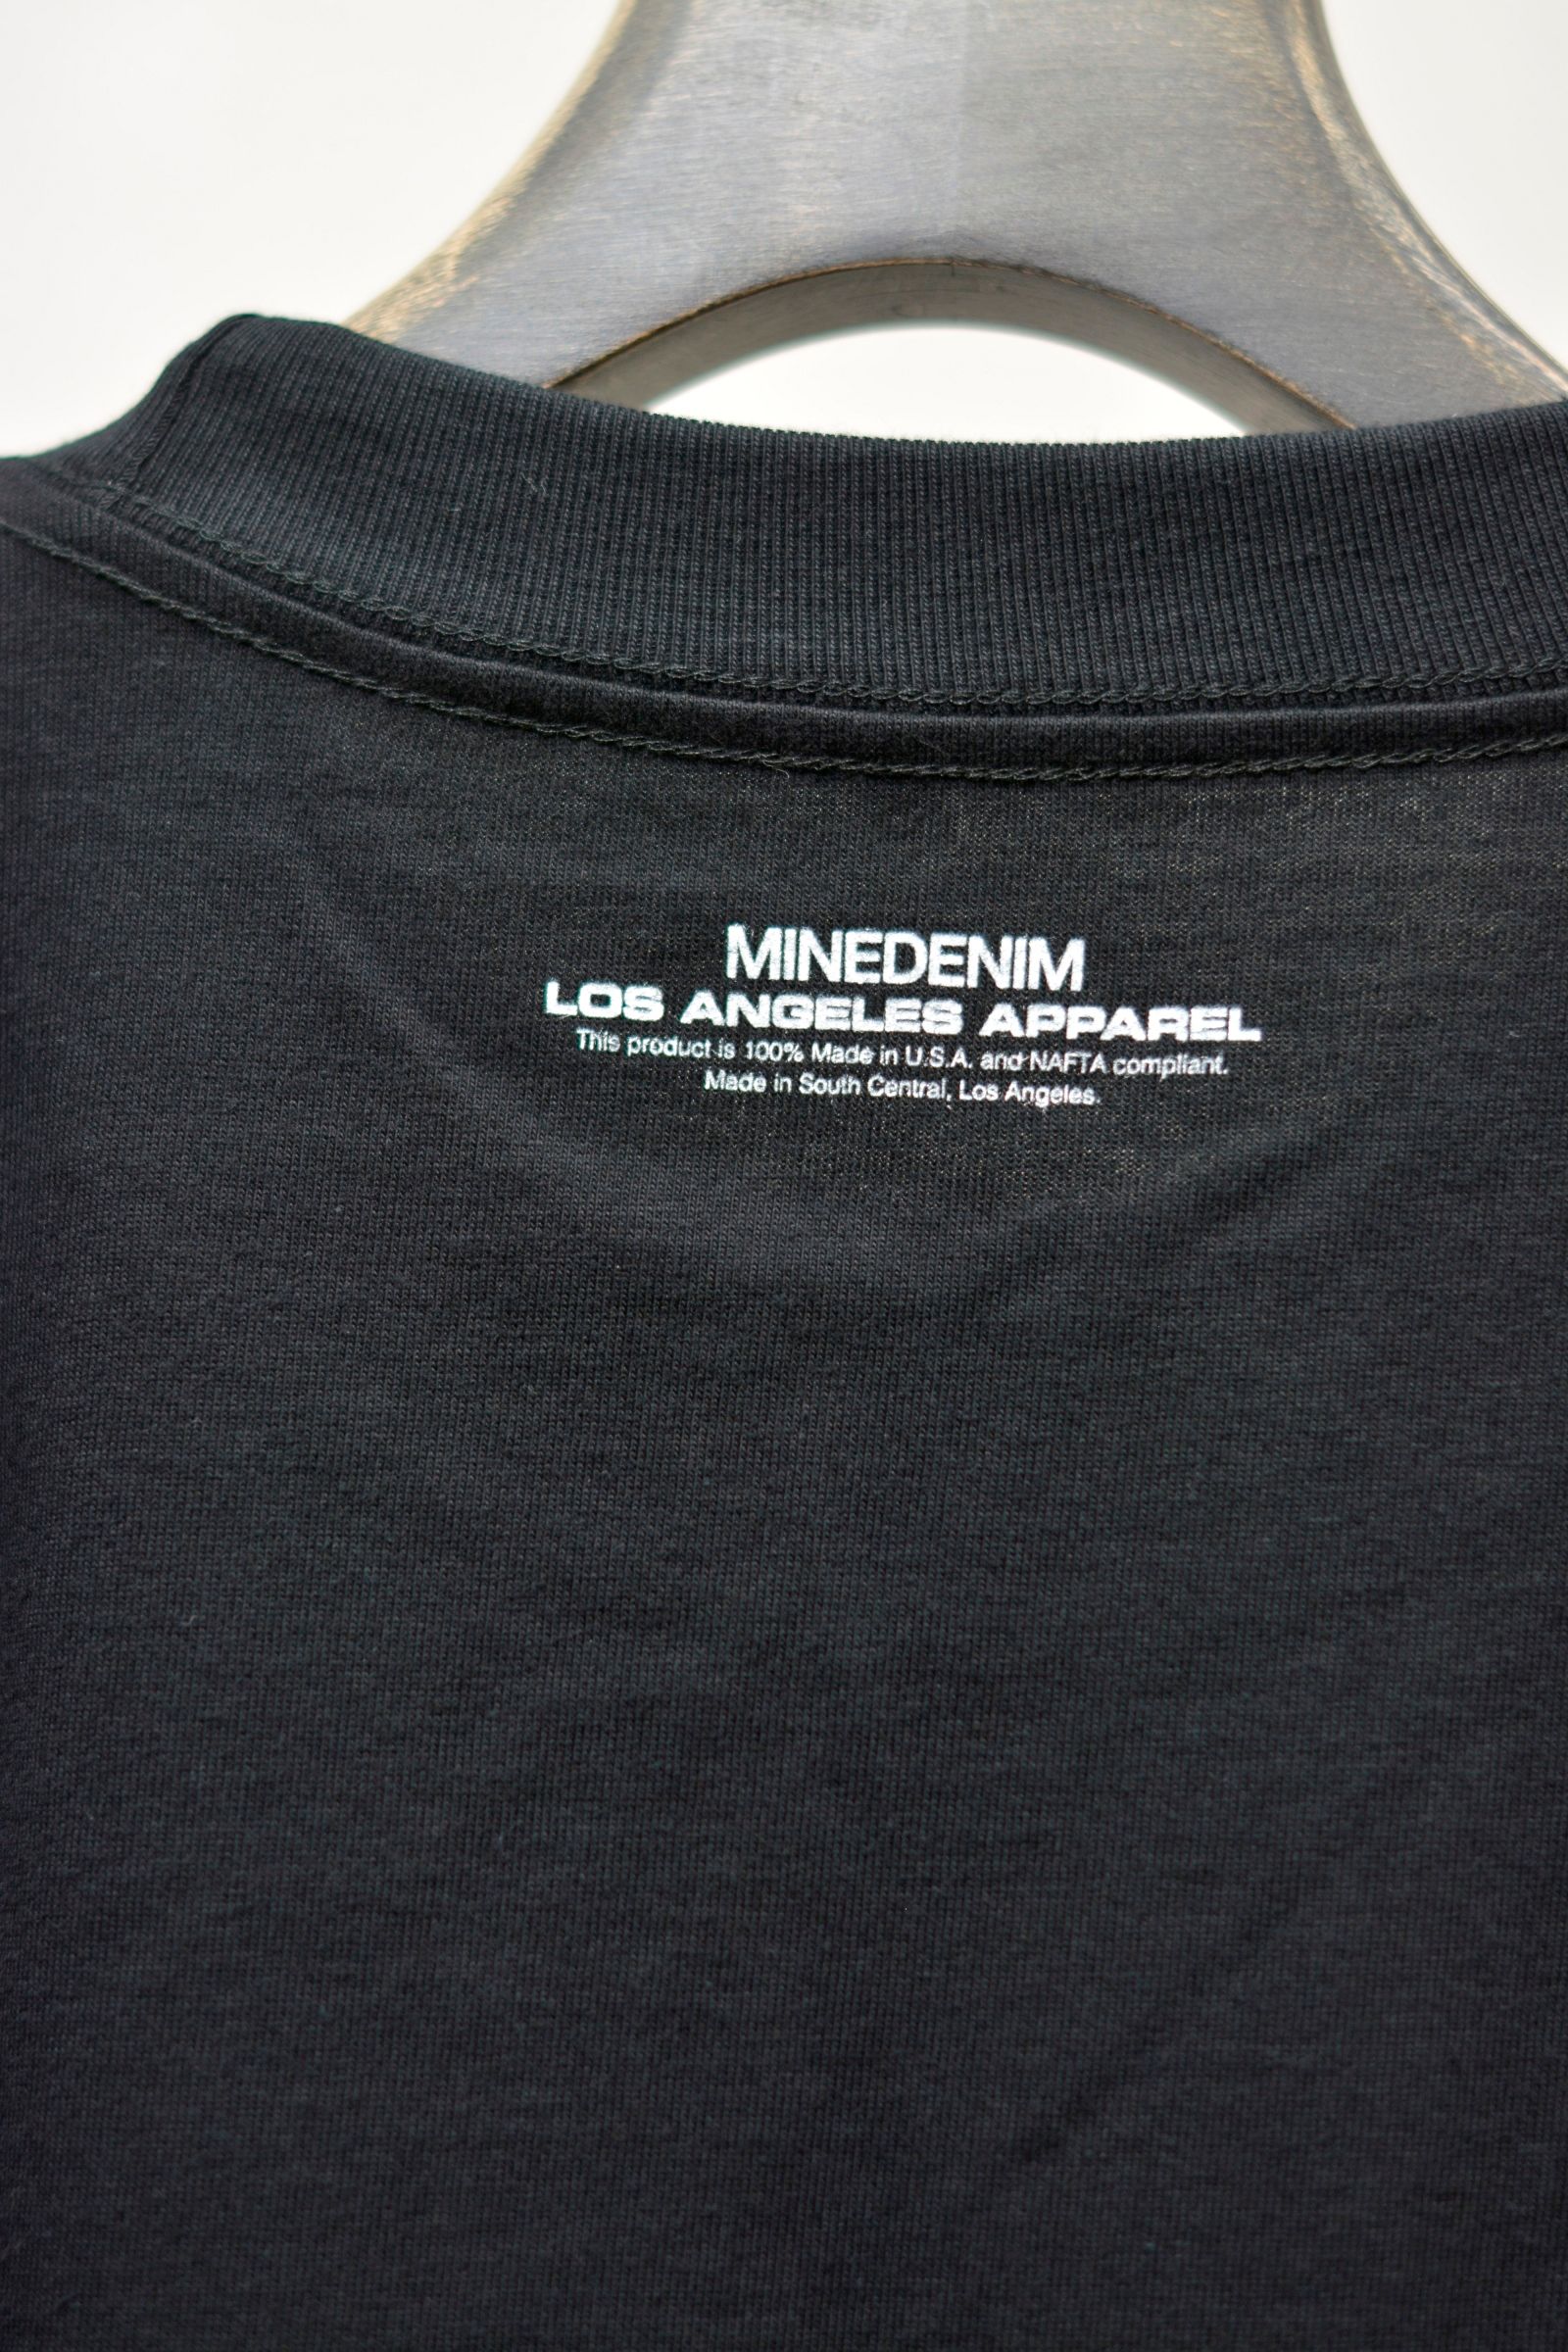 MINEDENIM
LOS ANGELES APPAREL
This product is 100% Made in U.S.A. and NAFTA compliant.
Made in South Central, Los Angeles.